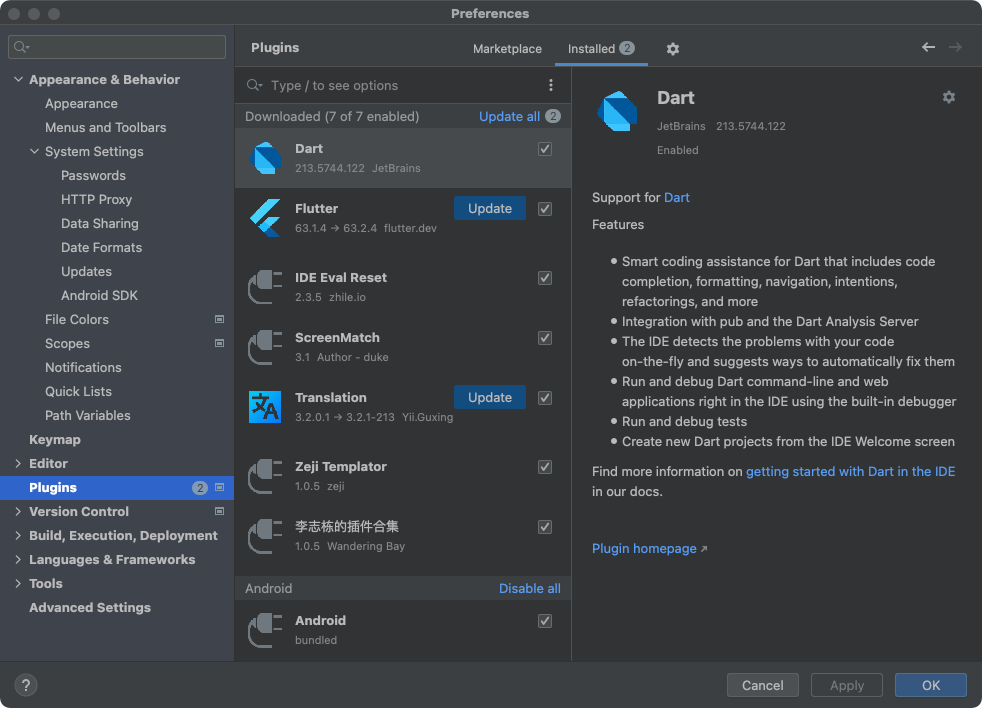 Preferences
Appearance & Behavior
Appearance
Menus and Toolbars
System Settings
Passwords
HTTP Proxy
Data Sharing
Date Formats
Updates
Android SDK
File Colors
Scopes
Notifications
Quick Lists
Path Variables
Keymap
Editor
Plugins 2
Version Control
Build, Execution, Deployment
Languages & Frameworks
Tools
Advanced Settings
Plugins Marketplace Installed 2
Type / to see options
Downloaded (7 of 7 enabled) Update all 2
Dart
213.5744.122 JetBrains
Flutter Update
63.1.4 → 63.2.4 flutter.dev
IDE Eval Reset
2.3.5 zhile.io
ScreenMatch
3.1 Author - duke
Translation Update
3.2.0.1 → 3.2.1-213 Yii.Guxing
Zeji Templator
1.0.5 zeji
李志栋的插件合集
1.0.5 Wandering Bay
Android Disable all
Android
bundled
Dart
JetBrains 213.5744.122
Enabled
Support for Dart
Features
• Smart coding assistance for Dart that includes code
completion, formatting, navigation, intentions,
refactorings, and more
• Integration with pub and the Dart Analysis Server
• The IDE detects the problems with your code
on-the-fly and suggests ways to automatically fix them
• Run and debug Dart command-line and web
applications right in the IDE using the built-in debugger
• Run and debug tests
• Create new Dart projects from the IDE Welcome screen
Find more information on getting started with Dart in the IDE
in our docs.
Plugin homepage ↗
? Cancel Apply OK